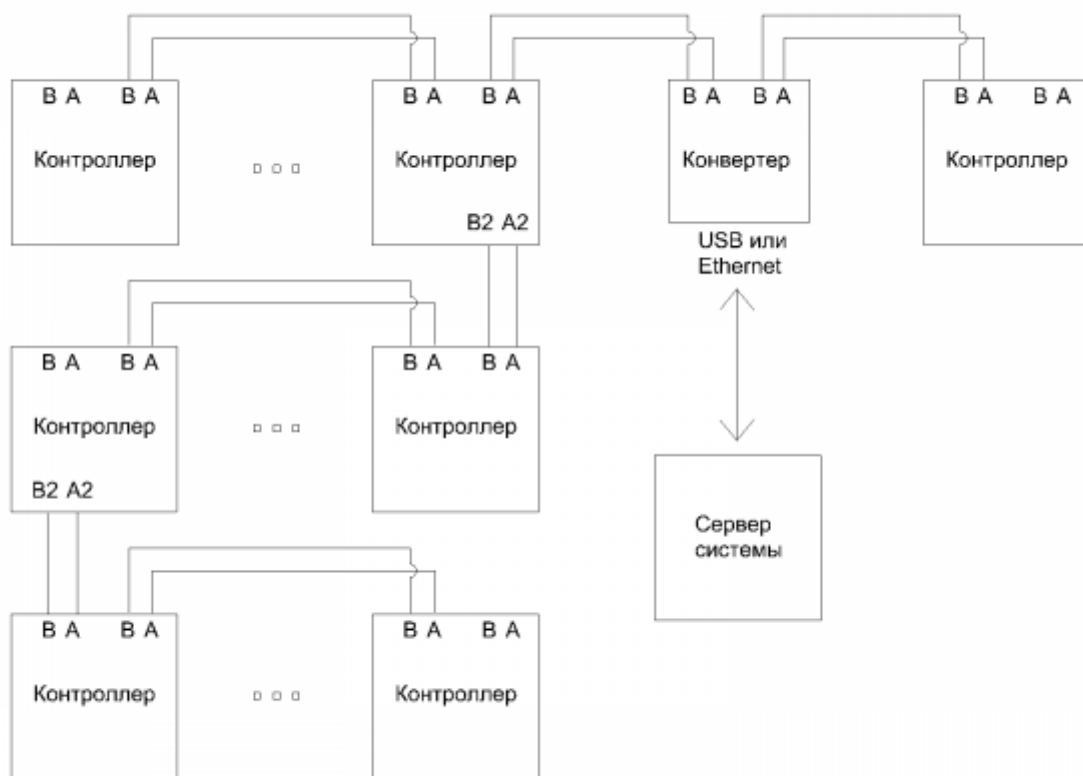 B A B A B A B A B A B A B A B A
Контроллер Контроллер Конвертер Контроллер
B2 A2
USB или
Ethernet
B A B A B A B A
Контроллер Контроллер
B2 A2
Сервер
системы
B A B A B A B A
Контроллер Контроллер